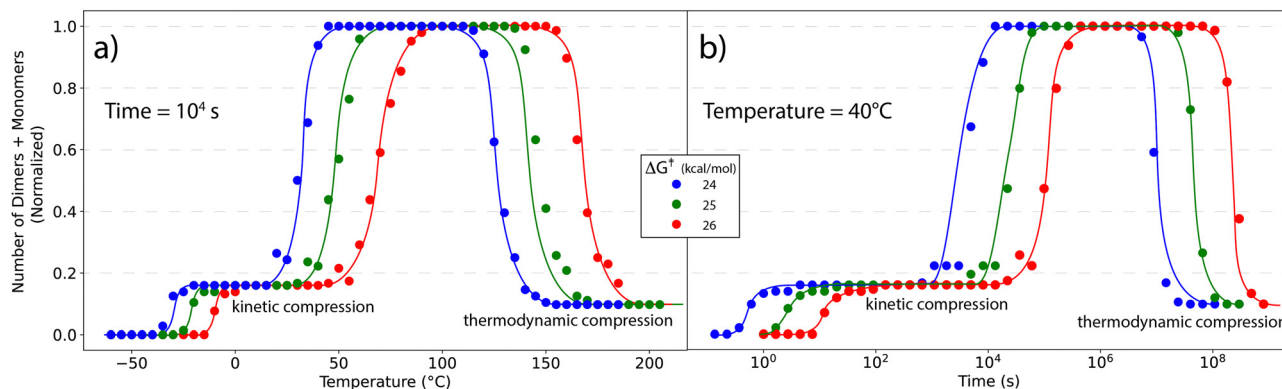 a)
Time = 10⁴ s
kinetic compression
thermodynamic compression
Number of Dimers + Monomers
(Normalized)
1.0
0.8
0.6
0.4
0.2
0.0
−50
0
50
100
150
200
Temperature (°C)
b)
Temperature = 40°C
kinetic compression
thermodynamic compression
10⁰
10²
10⁴
10⁶
10⁸
Time (s)
ΔG‡ (kcal/mol)
24
25
26